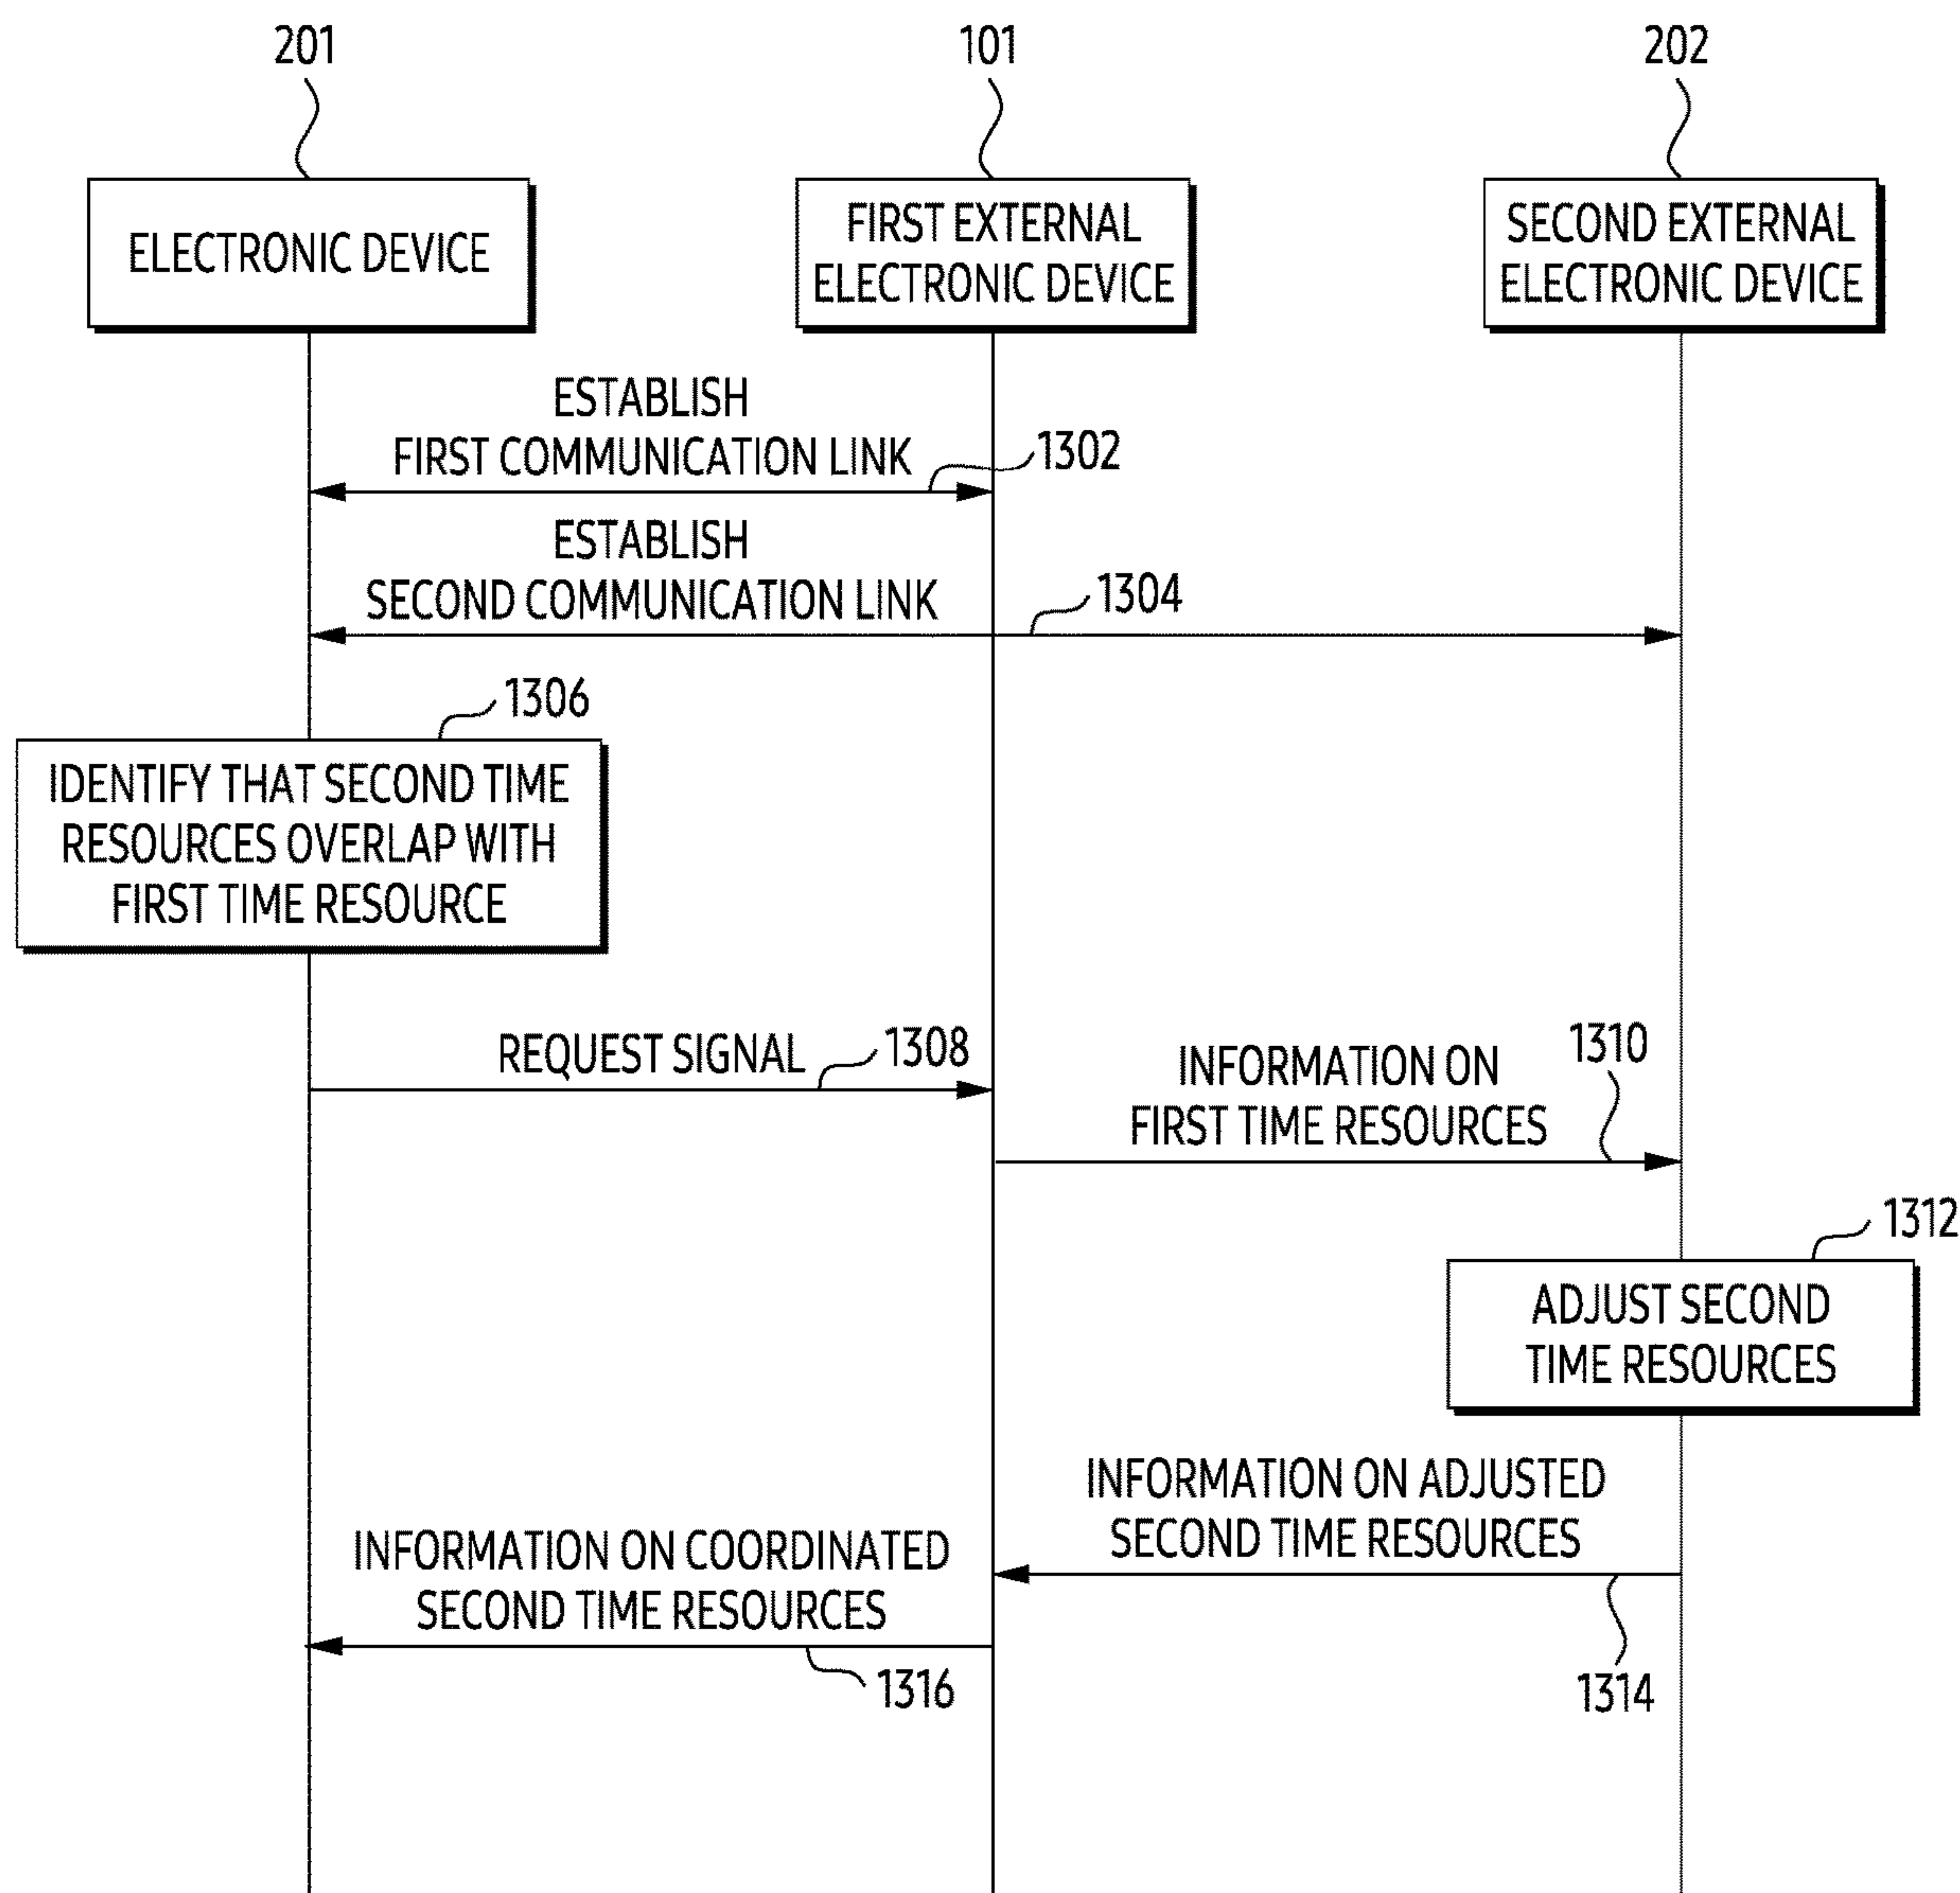 201
101
202
ELECTRONIC DEVICE
FIRST EXTERNAL
ELECTRONIC DEVICE
SECOND EXTERNAL
ELECTRONIC DEVICE
ESTABLISH
FIRST COMMUNICATION LINK
1302
ESTABLISH
SECOND COMMUNICATION LINK
1304
1306
IDENTIFY THAT SECOND TIME
RESOURCES OVERLAP WITH
FIRST TIME RESOURCE
REQUEST SIGNAL
1308
INFORMATION ON
FIRST TIME RESOURCES
1310
1312
ADJUST SECOND
TIME RESOURCES
INFORMATION ON ADJUSTED
SECOND TIME RESOURCES
1314
INFORMATION ON COORDINATED
SECOND TIME RESOURCES
1316